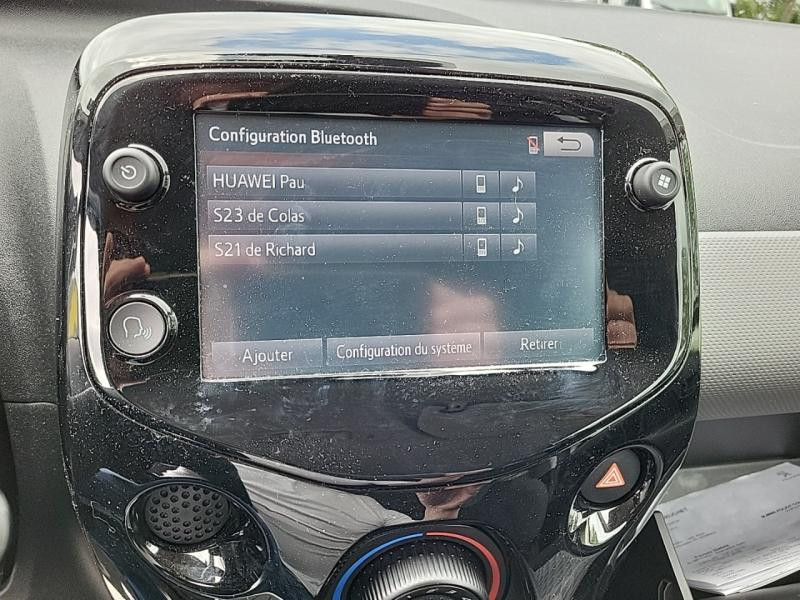 Configuration Bluetooth
HUAWEI Pau
S23 de Colas
S21 de Richard
Ajouter
Configuration du système
Retirer